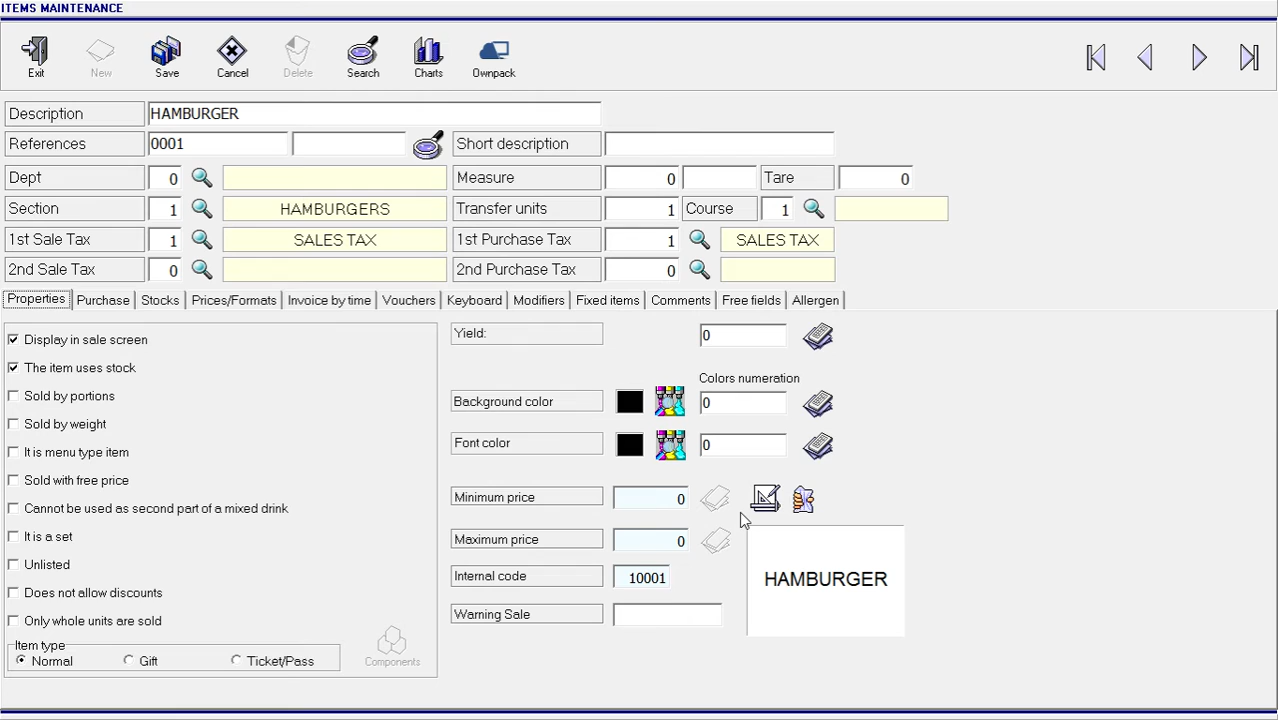 ITEMS MAINTENANCE
Exit New Save Cancel Delete Search Charts Ownpack
Description HAMBURGER
References 0001 Short description
Dept 0 Measure 0 Tare 0
Section 1 HAMBURGERS Transfer units 1 Course 1
1st Sale Tax 1 SALES TAX 1st Purchase Tax 1 SALES TAX
2nd Sale Tax 0 2nd Purchase Tax 0
Properties Purchase Stocks Prices/Formats Invoice by time Vouchers Keyboard Modifiers Fixed items Comments Free fields Allergen
Display in sale screen
The item uses stock
Sold by portions
Sold by weight
It is menu type item
Sold with free price
Cannot be used as second part of a mixed drink
It is a set
Unlisted
Does not allow discounts
Only whole units are sold
Item type
Normal Gift Ticket/Pass
Components
Yield: 0
Colors numeration
Background color 0
Font color 0
Minimum price 0
Maximum price 0
Internal code 10001
Warning Sale
HAMBURGER